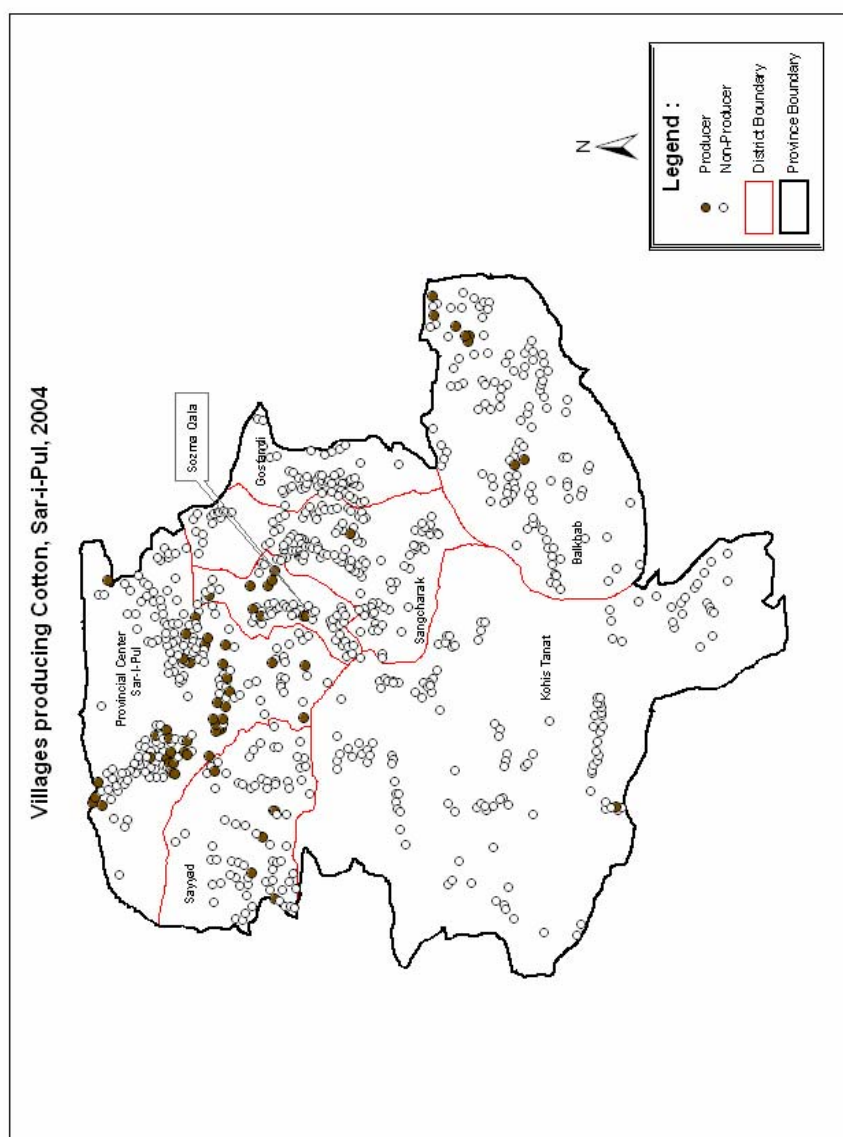 Villages producing Cotton, Sar-i-Pul, 2004
Provincial Center
Sar-I-Pul
Sozma Qala
Gostandi
Sayyad
Sangcharak
Balkhab
Kohis Tanat
N
Legend :
Producer
Non-Producer
District Boundary
Province Boundary